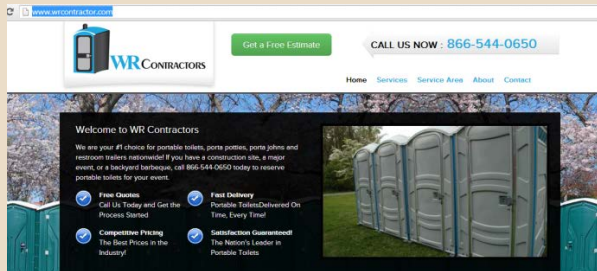 www.wrcontractor.com
WR CONTRACTORS
Get a Free Estimate
CALL US NOW : 866-544-0650
Home Services Service Area About Contact
Welcome to WR Contractors
We are your #1 choice for portable toilets, porta potties, porta johns and
restroom trailers nationwide! If you have a construction site, a major
event, or a backyard barbeque, call 866-544-0650 today to reserve
portable toilets for your event.
Free Quotes
Call Us Today and Get the
Process Started
Fast Delivery
Portable ToiletsDelivered On
Time, Every Time!
Competitive Pricing
The Best Prices in the
Industry!
Satisfaction Guaranteed!
The Nation's Leader in
Portable Toilets